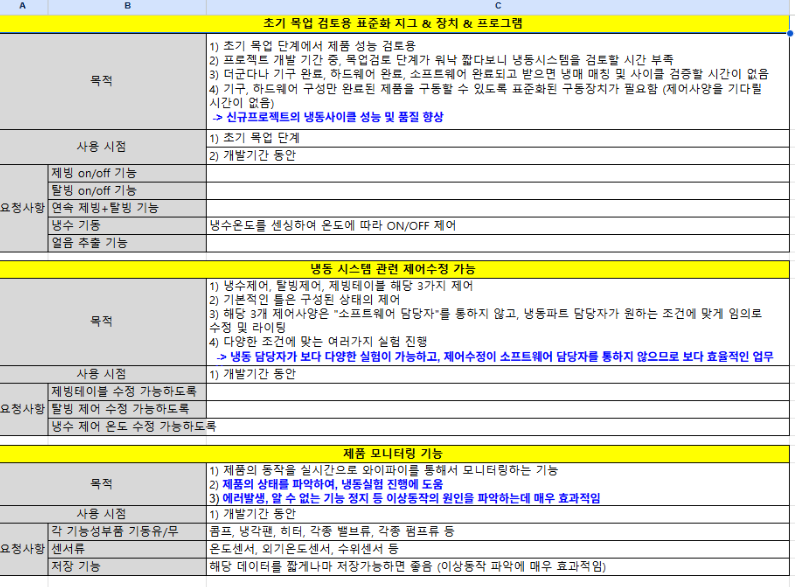 A B C
초기 목업 검토용 표준화 지그 & 장치 & 프로그램
목적
1) 초기 목업 단계에서 제품 성능 검토용
2) 프로젝트 개발 기간 중, 목업검토 단계가 워낙 짧다보니 냉동시스템을 검토할 시간 부족
3) 더군다나 기구 완료, 하드웨어 완료, 소프트웨어 완료되고 받으면 냉매 매칭 및 사이클 검증할 시간이 없음
4) 기구, 하드웨어 구성만 완료된 제품을 구동할 수 있도록 표준화된 구동장치가 필요함 (제어사양을 기다릴
시간이 없음)
-> 신규프로젝트의 냉동사이클 성능 및 품질 향상
사용 시점
1) 초기 목업 단계
2) 개발기간 동안
요청사항
제빙 on/off 기능
탈빙 on/off 기능
연속 제빙+탈빙 기능
냉수 기동 냉수온도를 센싱하여 온도에 따라 ON/OFF 제어
얼음 추출 기능
냉동 시스템 관련 제어수정 가능
목적
1) 냉수제어, 탈빙제어, 제빙테이블 해당 3가지 제어
2) 기본적인 틀은 구성된 상태의 제어
3) 해당 3개 제어사양은 "소프트웨어 담당자"를 통하지 않고, 냉동파트 담당자가 원하는 조건에 맞게 임의로
수정 및 라이팅
4) 다양한 조건에 맞는 여러가지 실험 진행
-> 냉동 담당자가 보다 다양한 실험이 가능하고, 제어수정이 소프트웨어 담당자를 통하지 않으므로 보다 효율적인 업무
사용 시점 1) 개발기간 동안
요청사항
제빙테이블 수정 가능하도록
탈빙 제어 수정 가능하도록
냉수 제어 온도 수정 가능하도록
제품 모니터링 기능
목적
1) 제품의 동작을 실시간으로 와이파이를 통해서 모니터링하는 기능
2) 제품의 상태를 파악하여, 냉동실험 진행에 도움
3) 에러발생, 알 수 없는 기능 정지 등 이상동작의 원인을 파악하는데 매우 효과적임
사용 시점 1) 개발기간 동안
요청사항
각 기능성부품 기동유/무 콤프, 냉각팬, 히터, 각종 밸브류, 각종 펌프류 등
센서류 온도센서, 외기온도센서, 수위센서 등
저장 기능 해당 데이터를 짧게나마 저장가능하면 좋음 (이상동작 파악에 매우 효과적임)